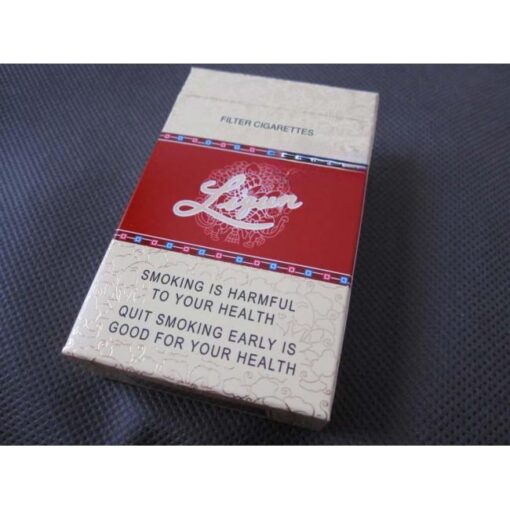 FILTER CIGARETTES
Liqun
SMOKING IS HARMFUL
TO YOUR HEALTH
QUIT SMOKING EARLY IS
GOOD FOR YOUR HEALTH